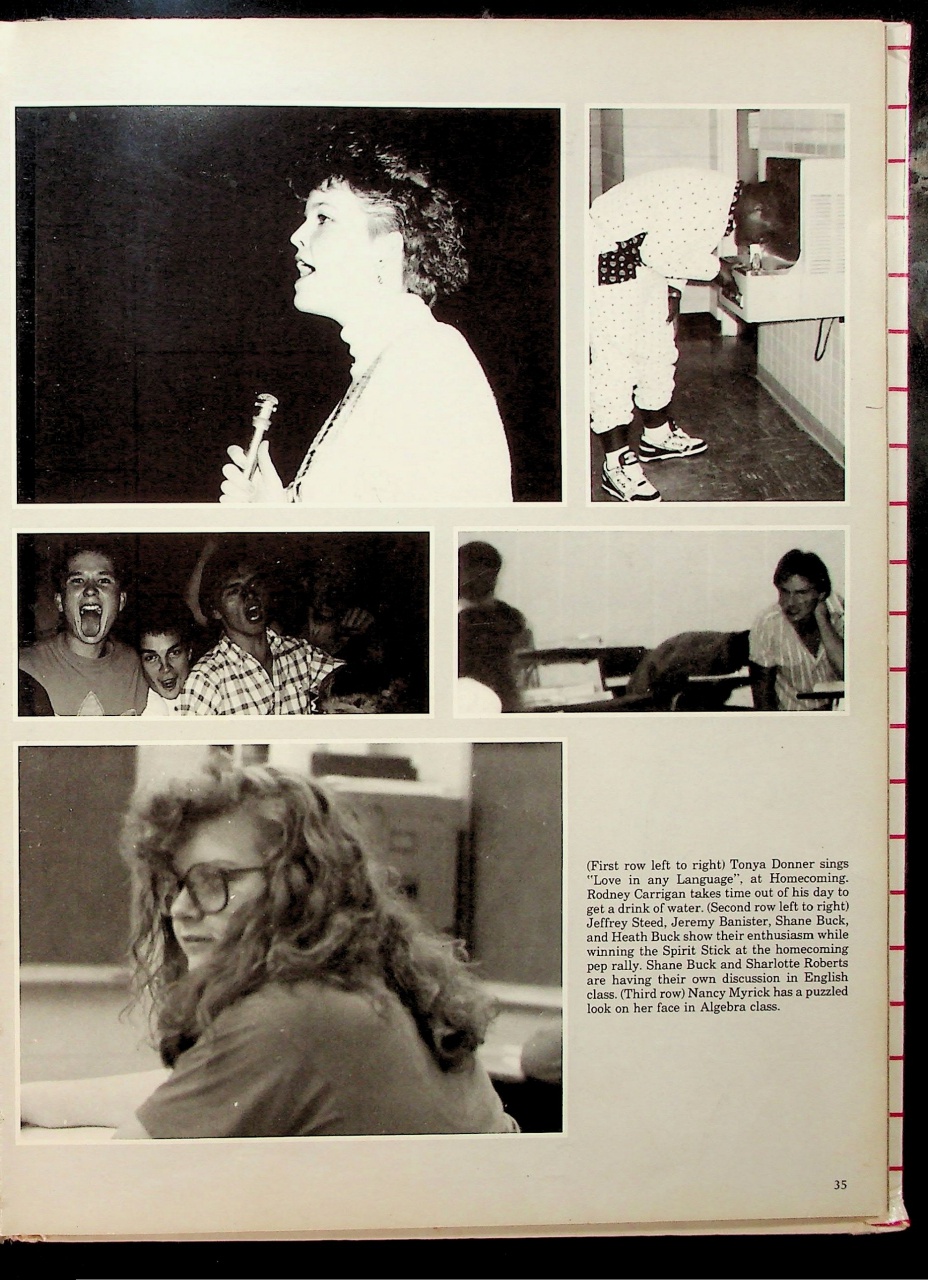 (First row left to right) Tonya Donner sings
"Love in any Language", at Homecoming.
Rodney Carrigan takes time out of his day to
get a drink of water. (Second row left to right)
Jeffrey Steed, Jeremy Banister, Shane Buck,
and Heath Buck show their enthusiasm while
winning the Spirit Stick at the homecoming
pep rally. Shane Buck and Sharlotte Roberts
are having their own discussion in English
class. (Third row) Nancy Myrick has a puzzled
look on her face in Algebra class.
35